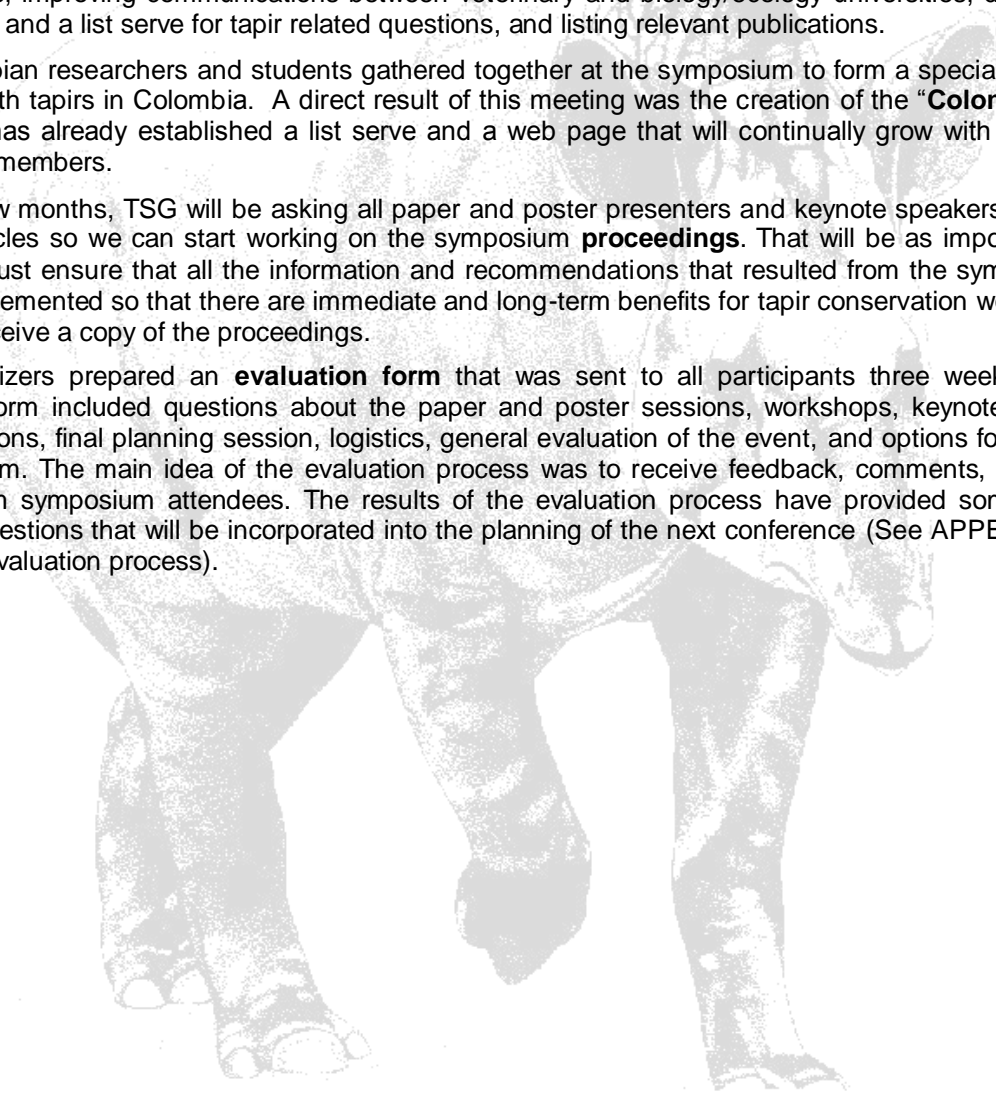 , improving communications between veterinary and biology/ecology universities,
and a list serve for tapir related questions, and listing relevant publications.
bian researchers and students gathered together at the symposium to form a specia
th tapirs in Colombia. A direct result of this meeting was the creation of the “Colon
has already established a list serve and a web page that will continually grow with
members.
w months, TSG will be asking all paper and poster presenters and keynote speakers
cles so we can start working on the symposium proceedings. That will be as impo
ust ensure that all the information and recommendations that resulted from the sym
emented so that there are immediate and long-term benefits for tapir conservation w
ceive a copy of the proceedings.
izers prepared an evaluation form that was sent to all participants three week
orm included questions about the paper and poster sessions, workshops, keynote
ons, final planning session, logistics, general evaluation of the event, and options fo
m. The main idea of the evaluation process was to receive feedback, comments,
n symposium attendees. The results of the evaluation process have provided sor
estions that will be incorporated into the planning of the next conference (See APPE
valuation process).